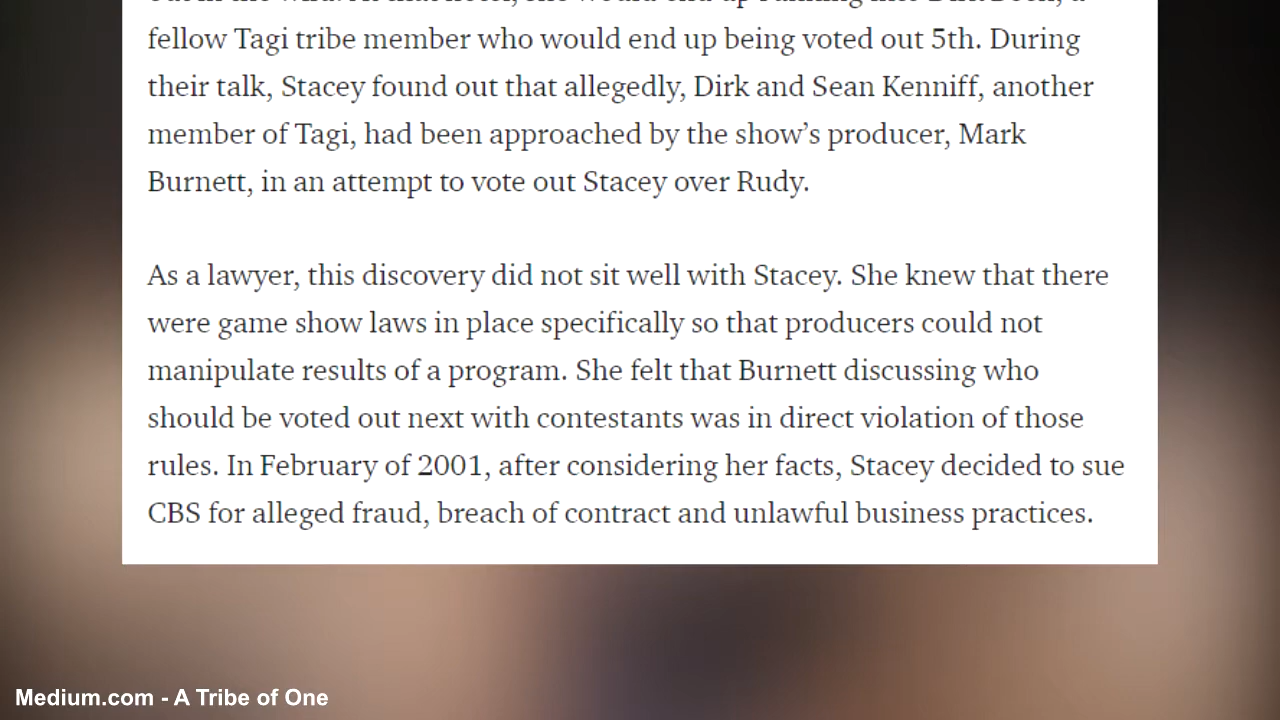 fellow Tagi tribe member who would end up being voted out 5th. During
their talk, Stacey found out that allegedly, Dirk and Sean Kenniff, another
member of Tagi, had been approached by the show’s producer, Mark
Burnett, in an attempt to vote out Stacey over Rudy.
As a lawyer, this discovery did not sit well with Stacey. She knew that there
were game show laws in place specifically so that producers could not
manipulate results of a program. She felt that Burnett discussing who
should be voted out next with contestants was in direct violation of those
rules. In February of 2001, after considering her facts, Stacey decided to sue
CBS for alleged fraud, breach of contract and unlawful business practices.
Medium.com - A Tribe of One